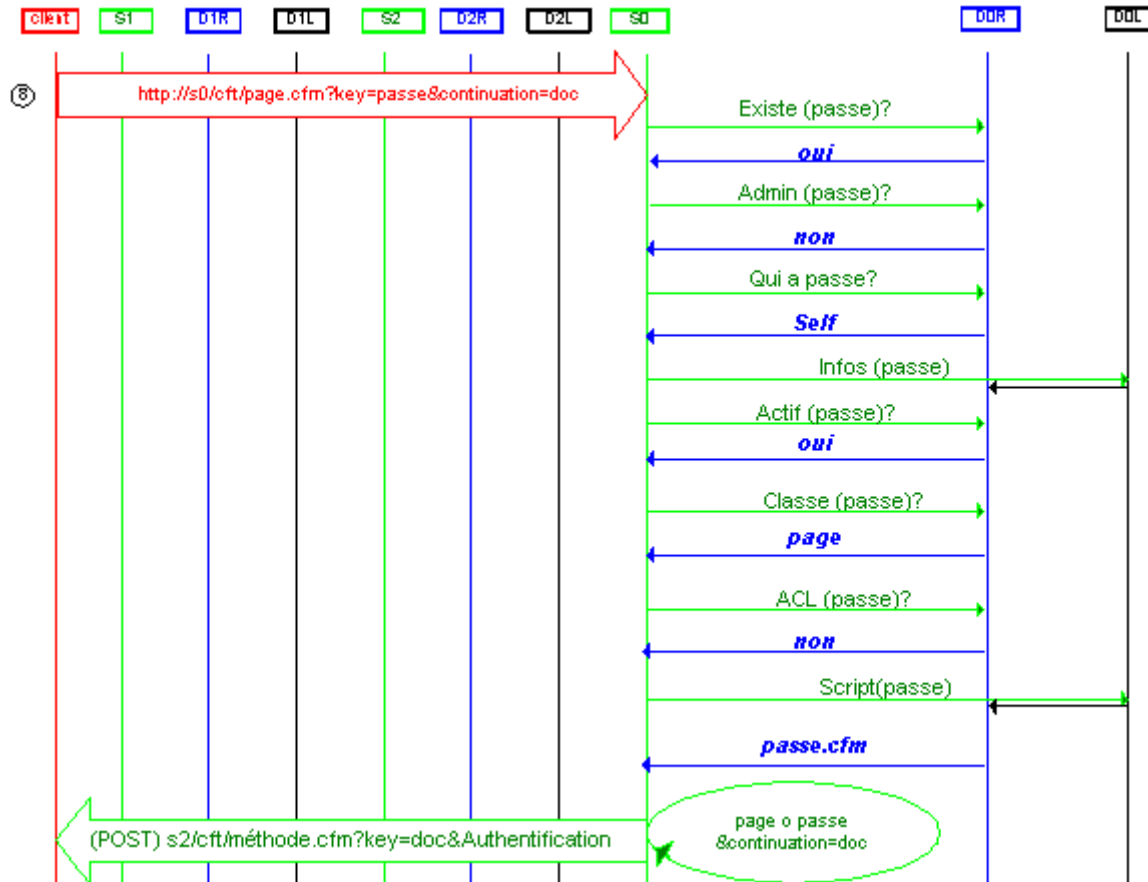 client S1 D1R D1L S2 D2R D2L S0 D0R D0L
8 http://s0/cft/page.cfm?key=passe&continuation=doc
Existe (passe)?
oui
Admin (passe)?
non
Qui a passe?
Self
Infos (passe)
Actif (passe)?
oui
Classe (passe)?
page
ACL (passe)?
non
Script(passe)
passe.cfm
(POST) s2/cft/méthode.cfm?key=doc&Authentification
page o passe
&continuation=doc